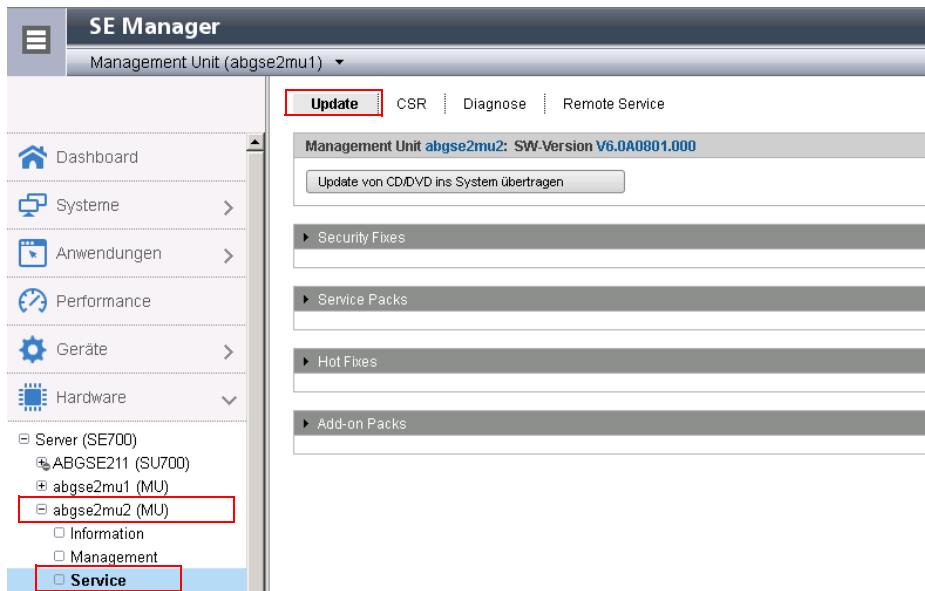 SE Manager
Management Unit (abgse2mu1)
Update CSR Diagnose Remote Service
Management Unit abgse2mu2: SW-Version V6.0A0801.000
Update von CD/DVD ins System übertragen
Security Fixes
Service Packs
Hot Fixes
Add-on Packs
Dashboard
Systeme
Anwendungen
Performance
Geräte
Hardware
Server (SE700)
ABGSE211 (SU700)
abgse2mu1 (MU)
abgse2mu2 (MU)
Information
Management
Service